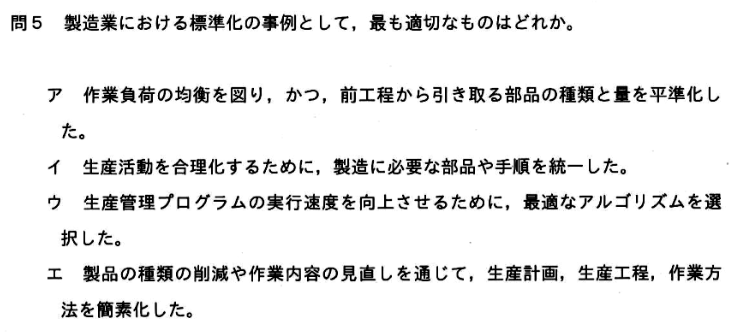 問５　製造業における標準化の事例として，最も適切なものはどれか。
ア　作業負荷の均衡を図り，かつ，前工程から引き取る部品の種類と量を平準化し
た。
イ　生産活動を合理化するために，製造に必要な部品や手順を統一した。
ウ　生産管理プログラムの実行速度を向上させるために，最適なアルゴリズムを選
択した。
エ　製品の種類の削減や作業内容の見直しを通じて，生産計画，生産工程，作業方
法を簡素化した。